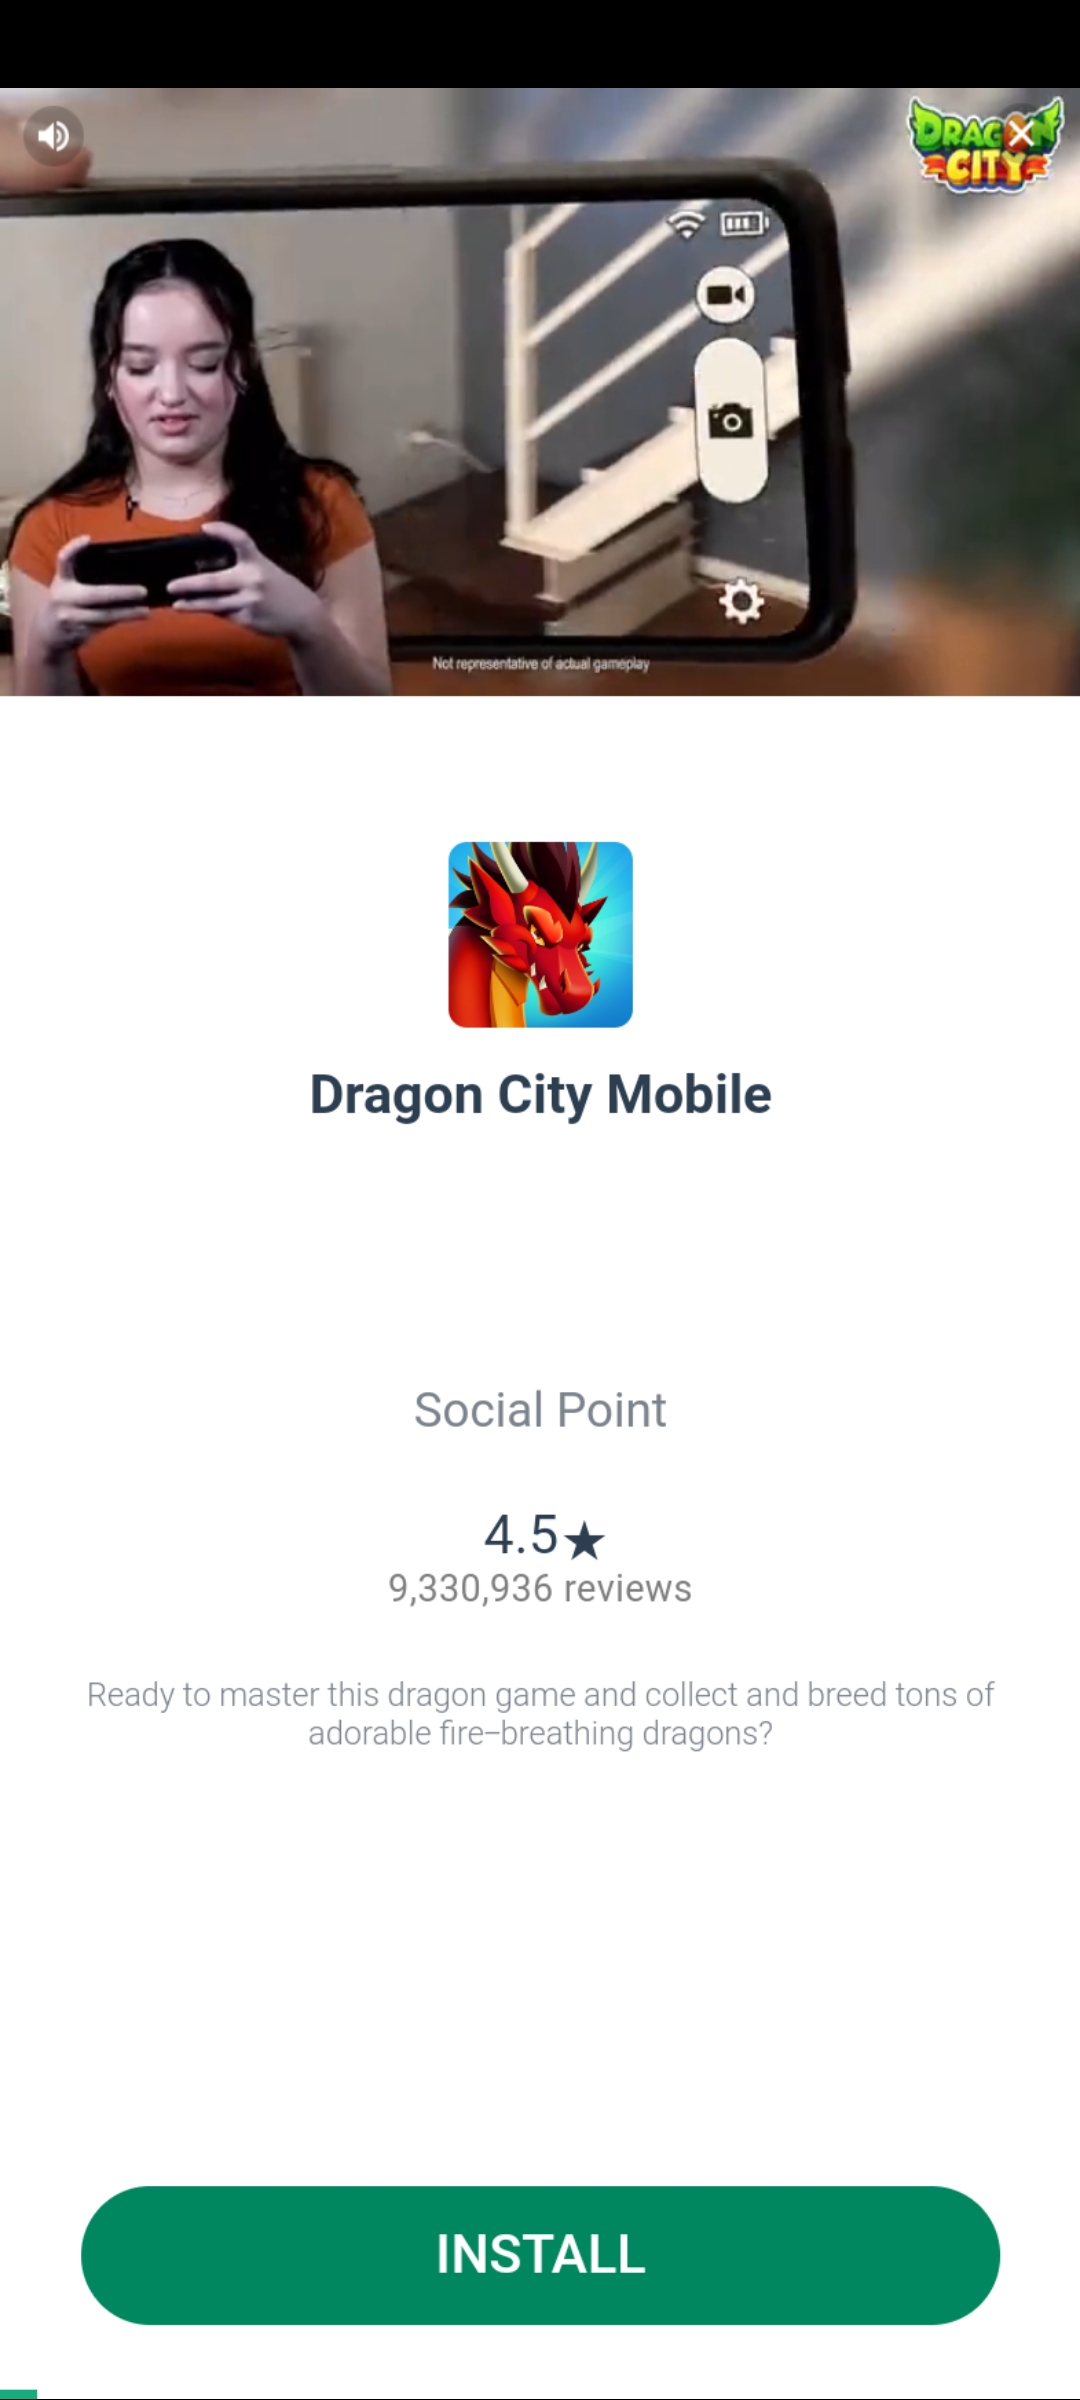 DRAGON
CITY
Not representative of actual gameplay
Dragon City Mobile
Social Point
4.5★
9,330,936 reviews
Ready to master this dragon game and collect and breed tons of
adorable fire–breathing dragons?
INSTALL